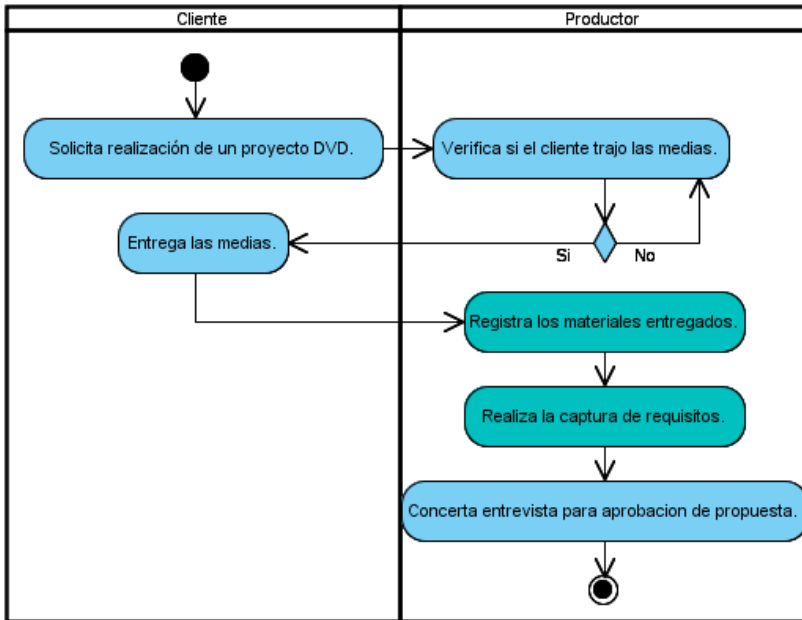 Cliente
Productor
Solicita realización de un proyecto DVD.
Verifica si el cliente trajo las medias.
Entrega las medias.
Si
No
Registra los materiales entregados.
Realiza la captura de requisitos.
Concerta entrevista para aprobacion de propuesta.